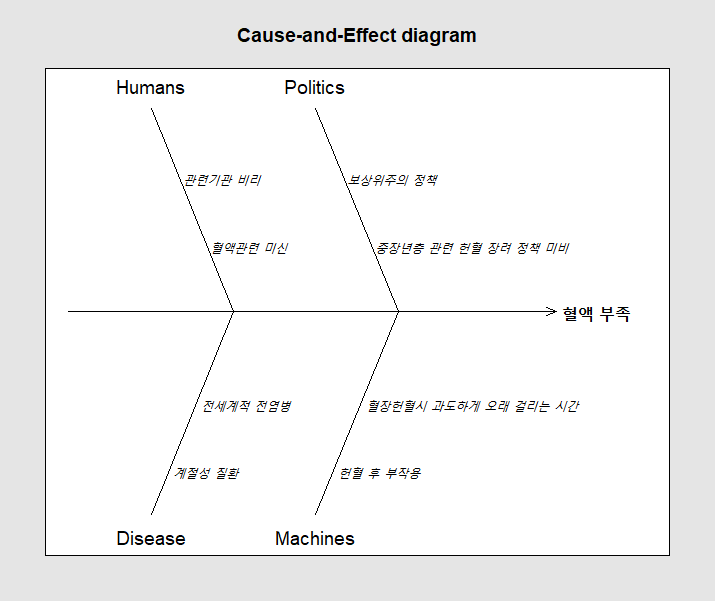 Cause-and-Effect diagram
Humans
Politics
관련기관 비리
보상위주의 정책
혈액관련 미신
중장년층 관련 헌혈 장려 정책 미비
혈액 부족
전세계적 전염병
혈장헌혈시 과도하게 오래 걸리는 시간
계절성 질환
헌혈 후 부작용
Disease
Machines